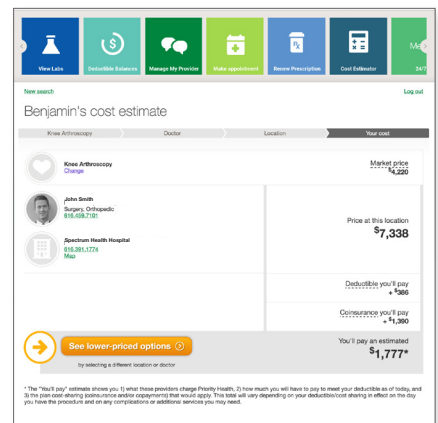 View Labs
Deductible Balances
Manage My Provider
Make appointment
Renew Prescription
Cost Estimator
24/7
New search
Log out
Benjamin's cost estimate
Knee Arthroscopy
Doctor
Location
Your cost
Knee Arthroscopy
Change
Market price
$4,220
John Smith
Surgery, Orthopedic
616.459.7101
Spectrum Health Hospital
616.391.1774
Map
Price at this location
$7,338
Deductible you'll pay
+ $386
Coinsurance you'll pay
+ $1,390
See lower-priced options
by selecting a different location or doctor
You'll pay an estimated
$1,777*
* The "You'll pay" estimate shows you 1) what these providers charge Priority Health, 2) how much you will have to pay to meet your deductible as of today, and
3) the plan cost-sharing (coinsurance and/or copayments) that would apply. This total will vary depending on your deductible/cost sharing in effect on the day
you have the procedure and on any complications or additional services you may need.